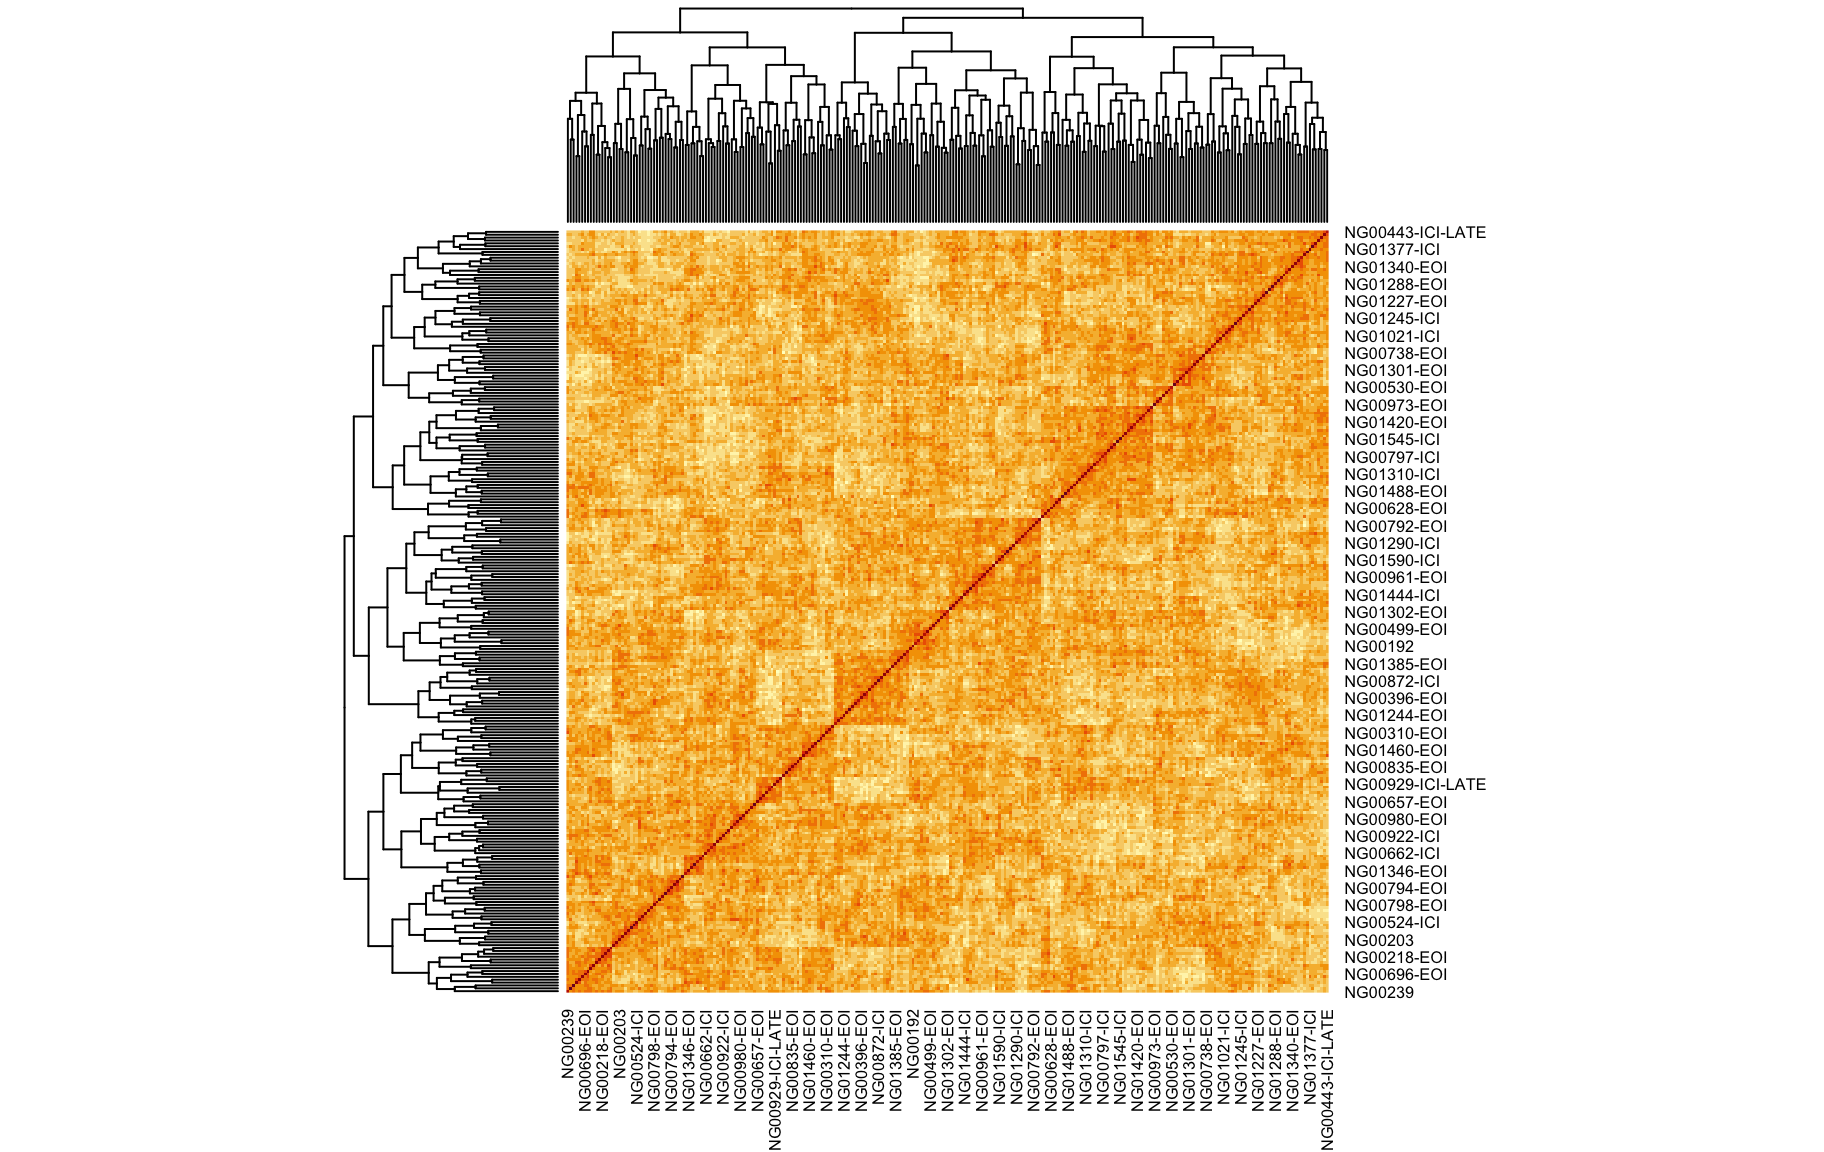 NG00443-ICI-LATE
NG01377-ICI
NG01340-EOI
NG01288-EOI
NG01227-EOI
NG01245-ICI
NG01021-ICI
NG00738-EOI
NG01301-EOI
NG00530-EOI
NG00973-EOI
NG01420-EOI
NG01545-ICI
NG00797-ICI
NG01310-ICI
NG01488-EOI
NG00628-EOI
NG00792-EOI
NG01290-ICI
NG01590-ICI
NG00961-EOI
NG01444-ICI
NG01302-EOI
NG00499-EOI
NG00192
NG01385-EOI
NG00872-ICI
NG00396-EOI
NG01244-EOI
NG00310-EOI
NG01460-EOI
NG00835-EOI
NG00929-ICI-LATE
NG00657-EOI
NG00980-EOI
NG00922-ICI
NG00662-ICI
NG01346-EOI
NG00794-EOI
NG00798-EOI
NG00524-ICI
NG00203
NG00218-EOI
NG00696-EOI
NG00239
NG00239
NG00696-EOI
NG00218-EOI
NG00203
NG00524-ICI
NG00798-EOI
NG00794-EOI
NG01346-EOI
NG00662-ICI
NG00922-ICI
NG00980-EOI
NG00657-EOI
NG00929-ICI-LATE
NG00835-EOI
NG01460-EOI
NG00310-EOI
NG01244-EOI
NG00396-EOI
NG00872-ICI
NG01385-EOI
NG00192
NG00499-EOI
NG01302-EOI
NG01444-ICI
NG00961-EOI
NG01590-ICI
NG01290-ICI
NG00792-EOI
NG00628-EOI
NG01488-EOI
NG01310-ICI
NG00797-ICI
NG01545-ICI
NG01420-EOI
NG00973-EOI
NG00530-EOI
NG01301-EOI
NG00738-EOI
NG01021-ICI
NG01245-ICI
NG01227-EOI
NG01288-EOI
NG01340-EOI
NG01377-ICI
NG00443-ICI-LATE